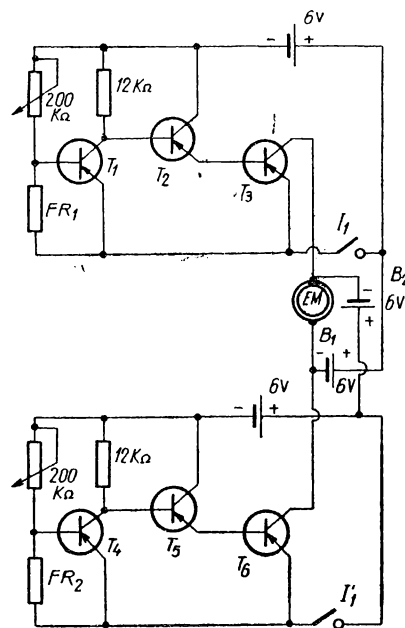 6V
- +
200
KΩ
12KΩ
T₁
T₂
T₃
FR₁
I₁
B₂
EM
-
6V
+
B₁
- +
6V
6V
- +
200
KΩ
12KΩ
T₄
T₅
T₆
FR₂
I'₁